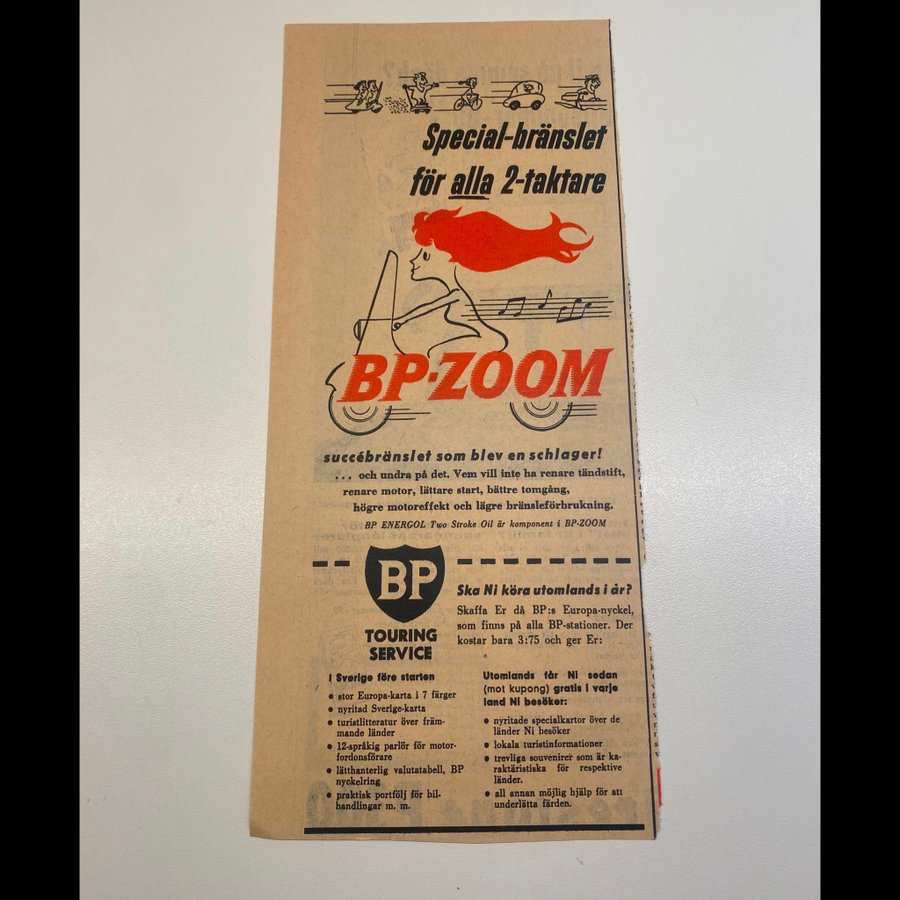 Special-bränslet
för alla 2-taktare
BP-ZOOM
succébränslet som blev en schlager!
... och undra på det. Vem vill inte ha renare tändstift,
renare motor, lättare start, bättre tomgång,
högre motoreffekt och lägre bränsleförbrukning.
BP ENERGOL Two Stroke Oil är komponent i BP-ZOOM
BP
TOURING
SERVICE
Ska Ni köra utomlands i år?
Skaffa Er då BP:s Europa-nyckel,
som finns på alla BP-stationer. Der
kostar bara 3:75 och ger Er:
I Sverige före starten
• stor Europa-karta i 7 färger
• nyritad Sverige-karta
• turistlitteratur över främ-
mande länder
• 12-språkig parlör för motor-
fordonsförare
• lätthanterlig valutatabell, BP
nyckelring
• praktisk portfölj för bil-
handlingar m. m.
Utomlands får Ni sedan
(mot kupong) gratis i varje
land Ni besöker:
• nyritade specialkartor över de
länder Ni besöker
• lokala turistinformationer
• trevliga souvenirer som är ka-
raktäristiska för respektive
länder.
• all annan möjlig hjälp för att
underlätta färden.